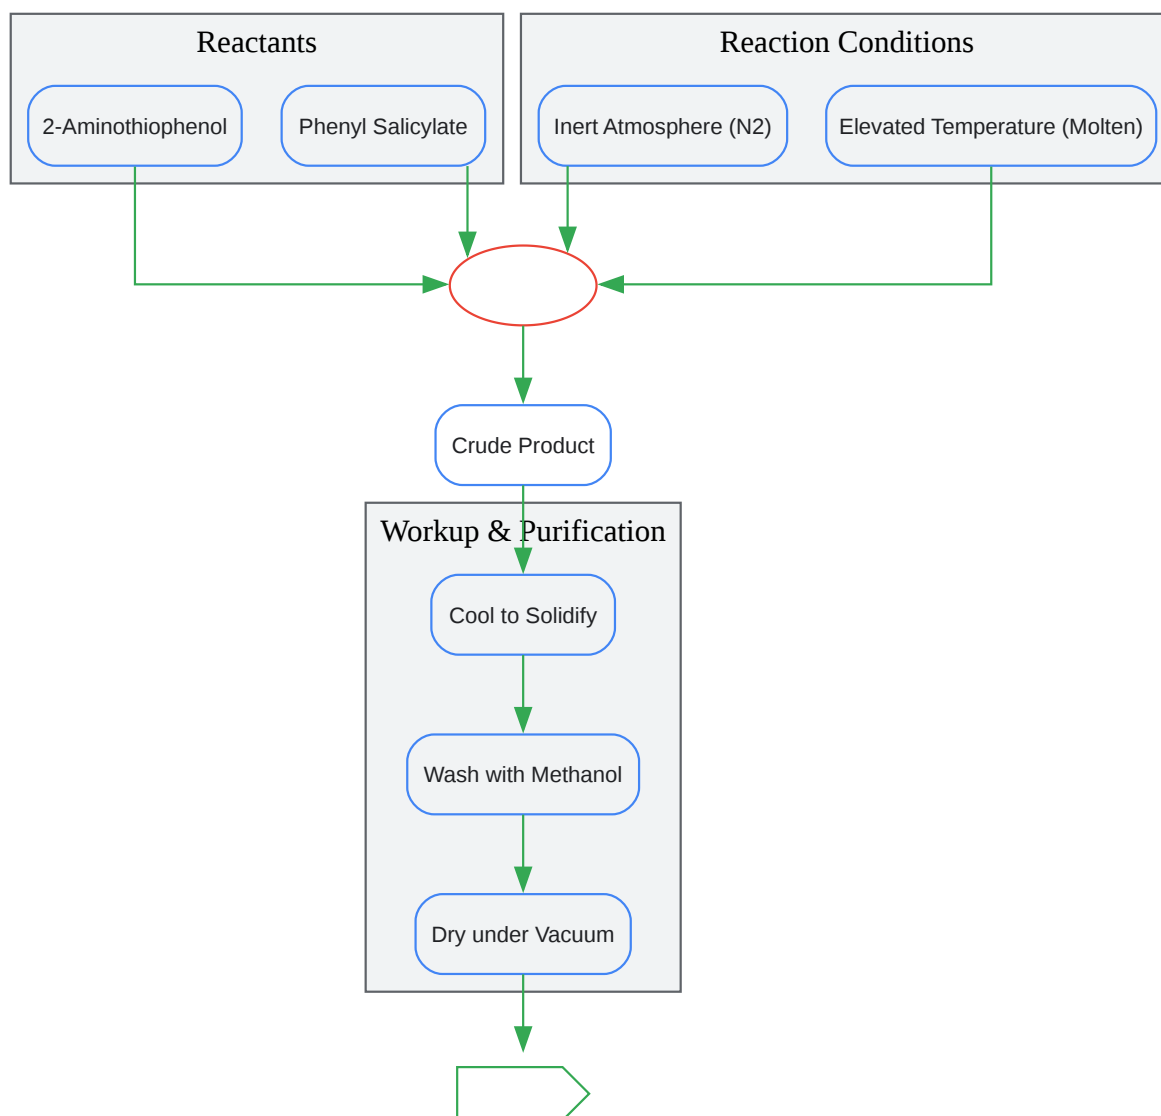 Reactants
Reaction Conditions
2-Aminothiophenol
Phenyl Salicylate
Inert Atmosphere (N2)
Elevated Temperature (Molten)
Crude Product
Workup & Purification
Cool to Solidify
Wash with Methanol
Dry under Vacuum